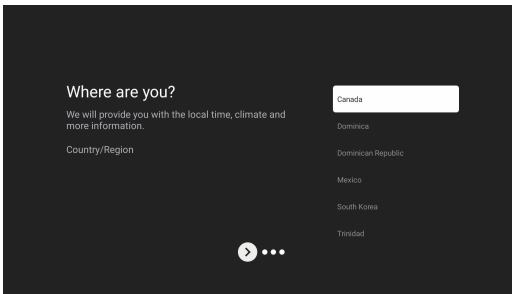 Where are you?
We will provide you with the local time, climate and
more information.
Country/Region
Canada
Dominica
Dominican Republic
Mexico
South Korea
Trinidad